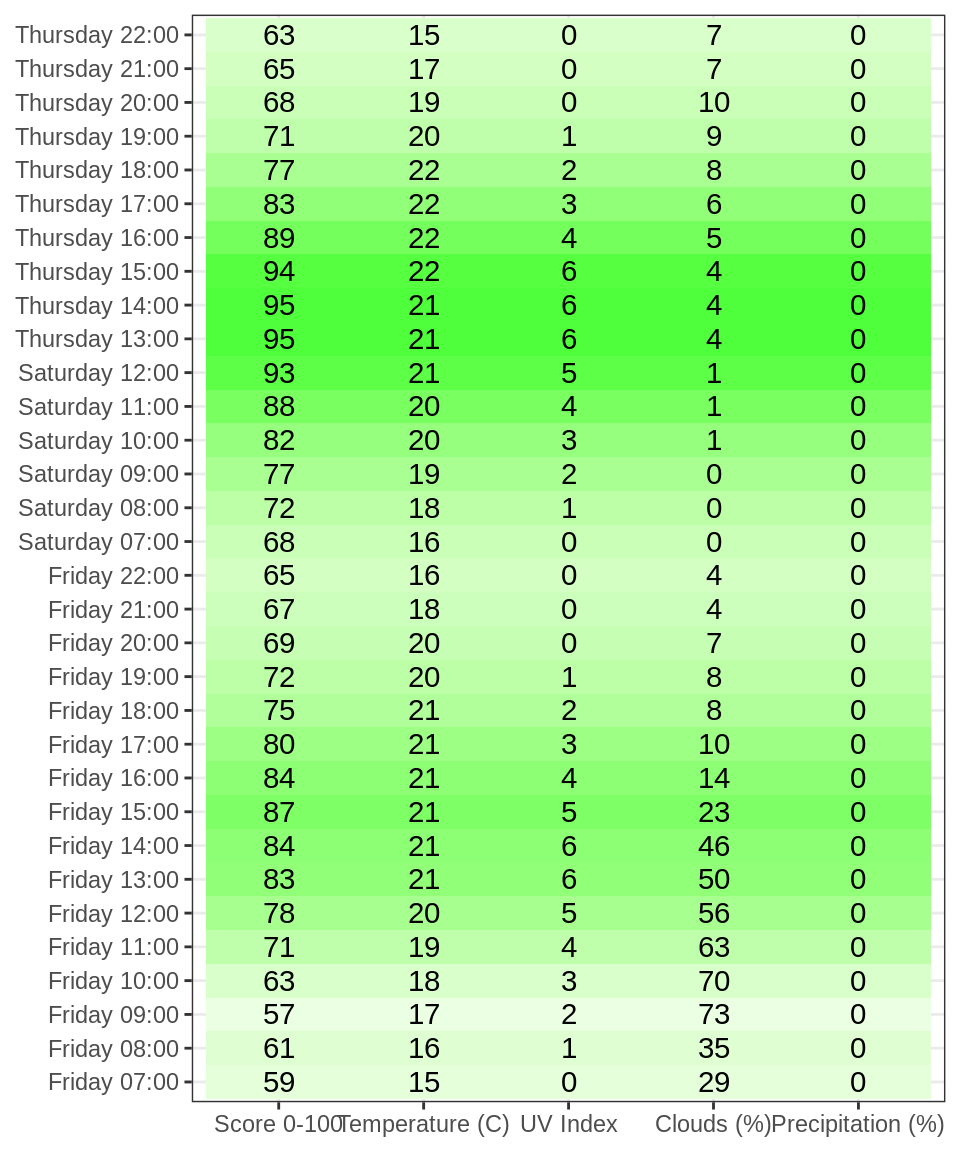 Thursday 22:00 63 15 0 7 0
Thursday 21:00 65 17 0 7 0
Thursday 20:00 68 19 0 10 0
Thursday 19:00 71 20 1 9 0
Thursday 18:00 77 22 2 8 0
Thursday 17:00 83 22 3 6 0
Thursday 16:00 89 22 4 5 0
Thursday 15:00 94 22 6 4 0
Thursday 14:00 95 21 6 4 0
Thursday 13:00 95 21 6 4 0
Saturday 12:00 93 21 5 1 0
Saturday 11:00 88 20 4 1 0
Saturday 10:00 82 20 3 1 0
Saturday 09:00 77 19 2 0 0
Saturday 08:00 72 18 1 0 0
Saturday 07:00 68 16 0 0 0
Friday 22:00 65 16 0 4 0
Friday 21:00 67 18 0 4 0
Friday 20:00 69 20 0 7 0
Friday 19:00 72 20 1 8 0
Friday 18:00 75 21 2 8 0
Friday 17:00 80 21 3 10 0
Friday 16:00 84 21 4 14 0
Friday 15:00 87 21 5 23 0
Friday 14:00 84 21 6 46 0
Friday 13:00 83 21 6 50 0
Friday 12:00 78 20 5 56 0
Friday 11:00 71 19 4 63 0
Friday 10:00 63 18 3 70 0
Friday 09:00 57 17 2 73 0
Friday 08:00 61 16 1 35 0
Friday 07:00 59 15 0 29 0
Score 0-100 Temperature (C) UV Index Clouds (%) Precipitation (%)